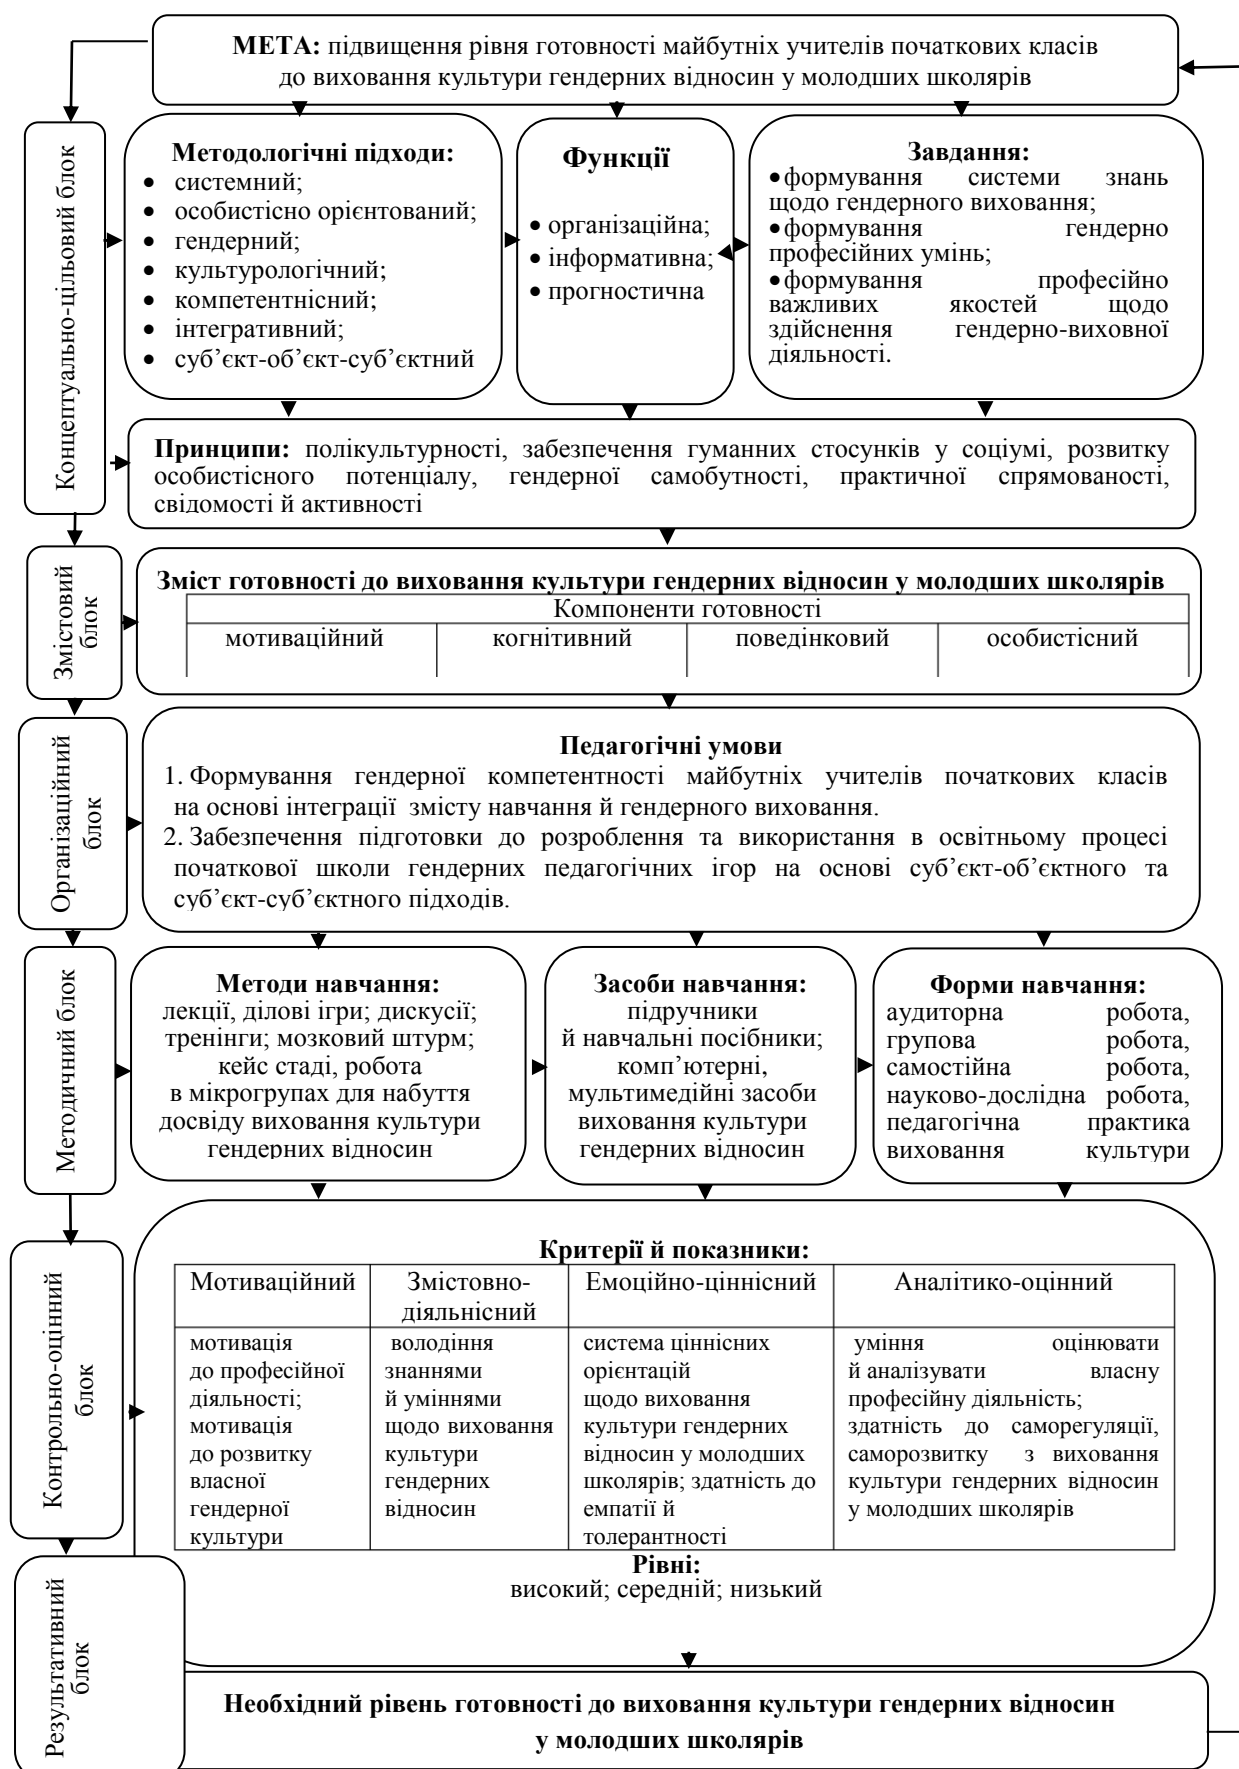 МЕТА: підвищення рівня готовності майбутніх учителів початкових класів
до виховання культури гендерних відносин у молодших школярів
Концептуально-цільовий блок
Методологічні підходи:
• системний;
• особистісно орієнтований;
• гендерний;
• культурологічний;
• компетентнісний;
• інтегративний;
• суб’єкт-об’єкт-суб’єктний
Функції
• організаційна;
• інформативна;
• прогностична
Завдання:
•формування системи знань
щодо гендерного виховання;
•формування гендерно
професійних умінь;
•формування професійно
важливих якостей щодо
здійснення гендерно-виховної
діяльності.
Принципи: полікультурності, забезпечення гуманних стосунків у соціумі, розвитку
особистісного потенціалу, гендерної самобутності, практичної спрямованості,
свідомості й активності
Змістовий
блок
Зміст готовності до виховання культури гендерних відносин у молодших школярів
Компоненти готовності
мотиваційний когнітивний поведінковий особистісний
Організаційний
блок
Педагогічні умови
1. Формування гендерної компетентності майбутніх учителів початкових класів
на основі інтеграції змісту навчання й гендерного виховання.
2. Забезпечення підготовки до розроблення та використання в освітньому процесі
початкової школи гендерних педагогічних ігор на основі суб’єкт-об’єктного та
суб’єкт-суб’єктного підходів.
Методичний блок
Методи навчання:
лекції, ділові ігри; дискусії;
тренінги; мозковий штурм;
кейс стаді, робота
в мікрогрупах для набуття
досвіду виховання культури
гендерних відносин
Засоби навчання:
підручники
й навчальні посібники;
комп’ютерні,
мультимедійні засоби
виховання культури
гендерних відносин
Форми навчання:
аудиторна робота,
групова робота,
самостійна робота,
науково-дослідна робота,
педагогічна практика
виховання культури
Контрольно-оцінний
блок
Критерії й показники:
Мотиваційний
мотивація
до професійної
діяльності;
мотивація
до розвитку
власної
гендерної
культури
Змістовно-
діяльнісний
володіння
знаннями
й уміннями
щодо виховання
культури
гендерних
відносин
Емоційно-ціннісний
система ціннісних
орієнтацій
щодо виховання
культури гендерних
відносин у молодших
школярів; здатність до
емпатії й
толерантності
Аналітико-оцінний
уміння оцінювати
й аналізувати власну
професійну діяльність;
здатність до саморегуляції,
саморозвитку з виховання
культури гендерних відносин
у молодших школярів
Рівні:
високий; середній; низький
Результативний
блок
Необхідний рівень готовності до виховання культури гендерних відносин
у молодших школярів